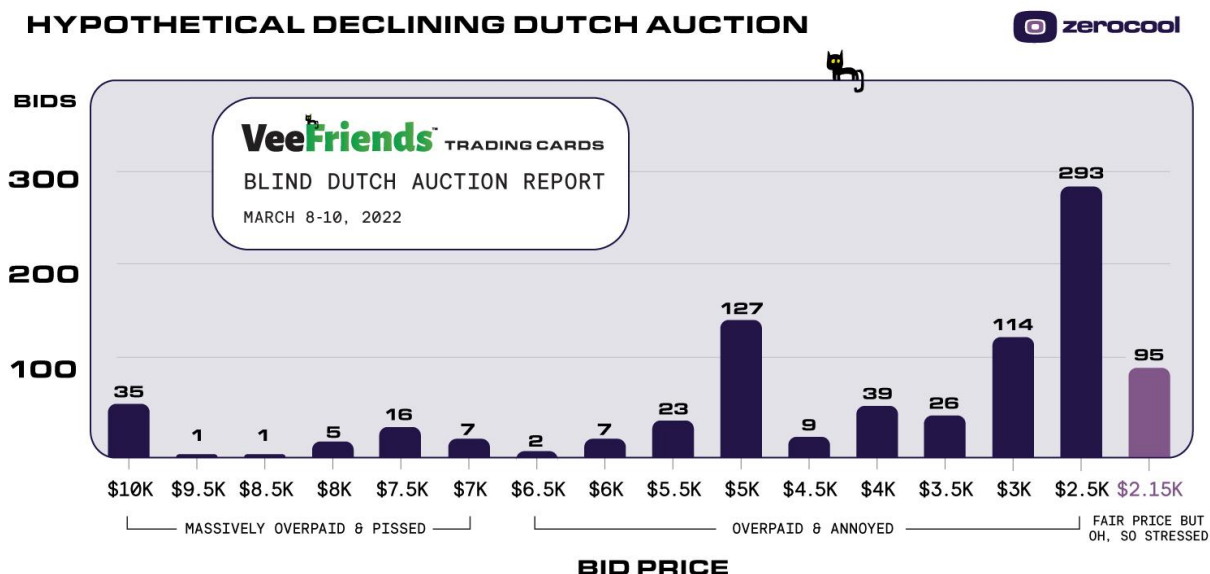 HYPOTHETICAL DECLINING DUTCH AUCTION
zerocool
BIDS
VeeFriends™ TRADING CARDS
BLIND DUTCH AUCTION REPORT
MARCH 8-10, 2022
300
200
100
35
1
1
5
16
7
2
7
23
127
9
39
26
114
293
95
$10K $9.5K $8.5K $8K $7.5K $7K $6.5K $6K $5.5K $5K $4.5K $4K $3.5K $3K $2.5K $2.15K
MASSIVELY OVERPAID & PISSED
OVERPAID & ANNOYED
FAIR PRICE BUT
OH, SO STRESSED
BID PRICE